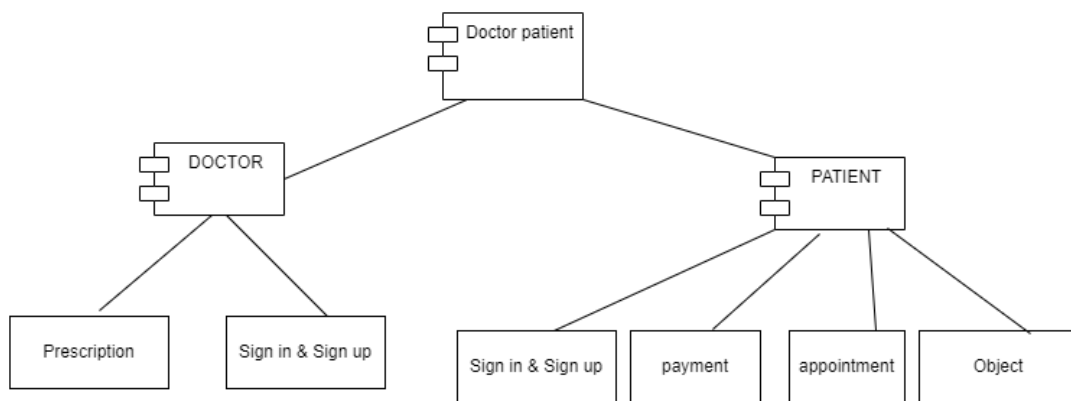 Doctor patient
DOCTOR
PATIENT
Prescription
Sign in & Sign up
Sign in & Sign up
payment
appointment
Object